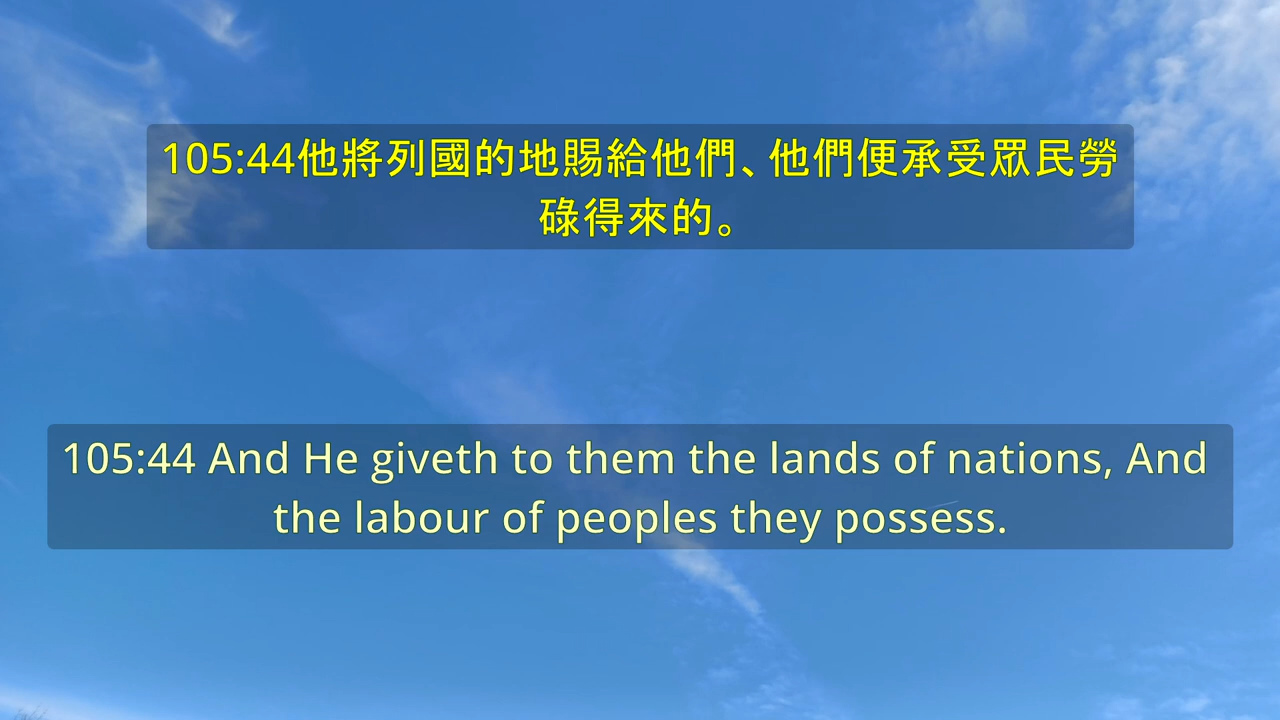 105:44他將列國的地賜給他們、他們便承受眾民勞
碌得來的。
105:44 And He giveth to them the lands of nations, And
the labour of peoples they possess.